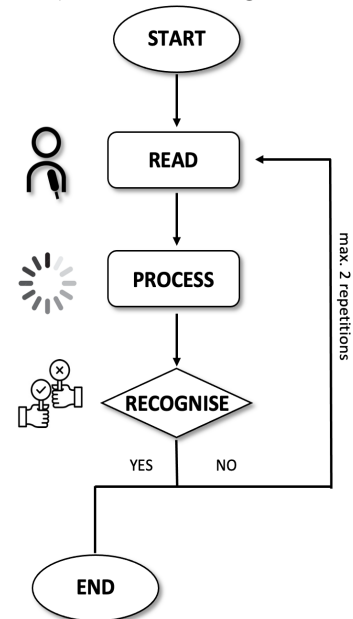 START
READ
max. 2 repetitions
PROCESS
RECOGNISE
YES
NO
END